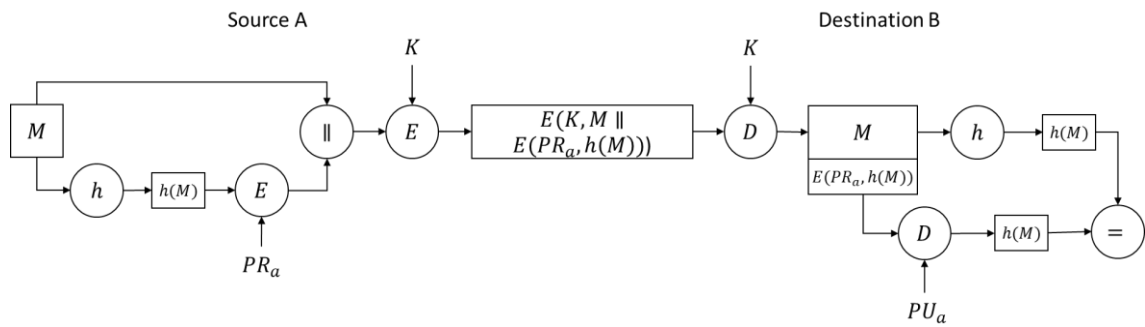 Source A
Destination B
K
K
M
||
E
E(K, M ||
E(PR_a, h(M)))
D
M
h
h(M)
h
h(M)
E
E(PR_a, h(M))
D
h(M)
=
PR_a
PU_a